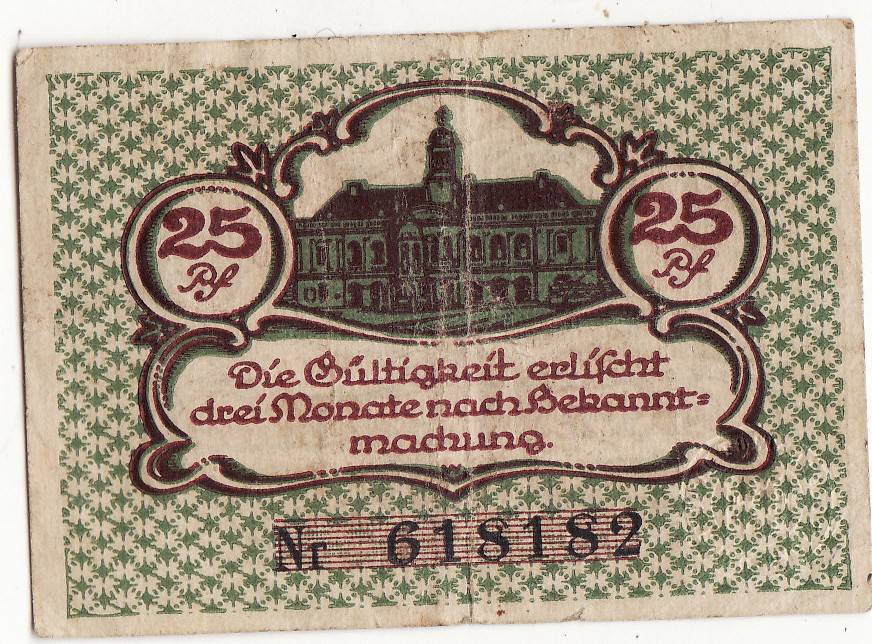 25 Pf
25 Pf
Die Gültigkeit erlischt
drei Monate nach Bekannt=
machung.
Nr 618182